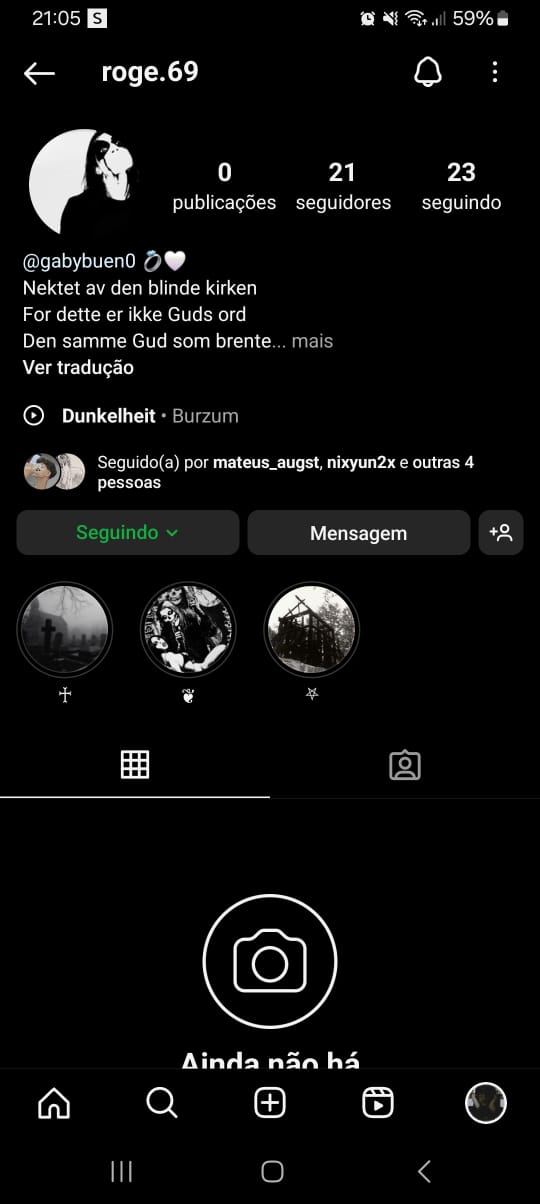 21:05 S 59%
roge.69
0 21 23
publicações seguidores seguindo
@gabybuen0 💍🤍
Nektet av den blinde kirken
For dette er ikke Guds ord
Den samme Gud som brente... mais
Ver tradução
Dunkelheit • Burzum
Seguido(a) por mateus_augst, nixyun2x e outras 4
pessoas
Seguindo Mensagem
Ainda não há